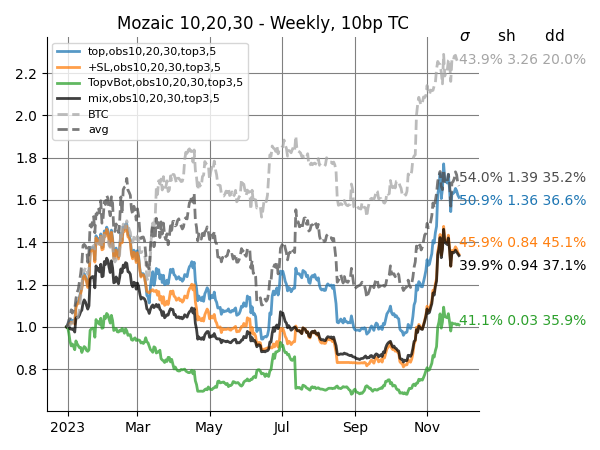 Mozaic 10,20,30 - Weekly, 10bp TC
σ sh dd
top,obs10,20,30,top3,5
+SL,obs10,20,30,top3,5
TopvBot,obs10,20,30,top3,5
mix,obs10,20,30,top3,5
BTC
avg
43.9% 3.26 20.0%
54.0% 1.39 35.2%
50.9% 1.36 36.6%
45.9% 0.84 45.1%
39.9% 0.94 37.1%
41.1% 0.03 35.9%
2.2
2.0
1.8
1.6
1.4
1.2
1.0
0.8
2023 Mar May Jul Sep Nov